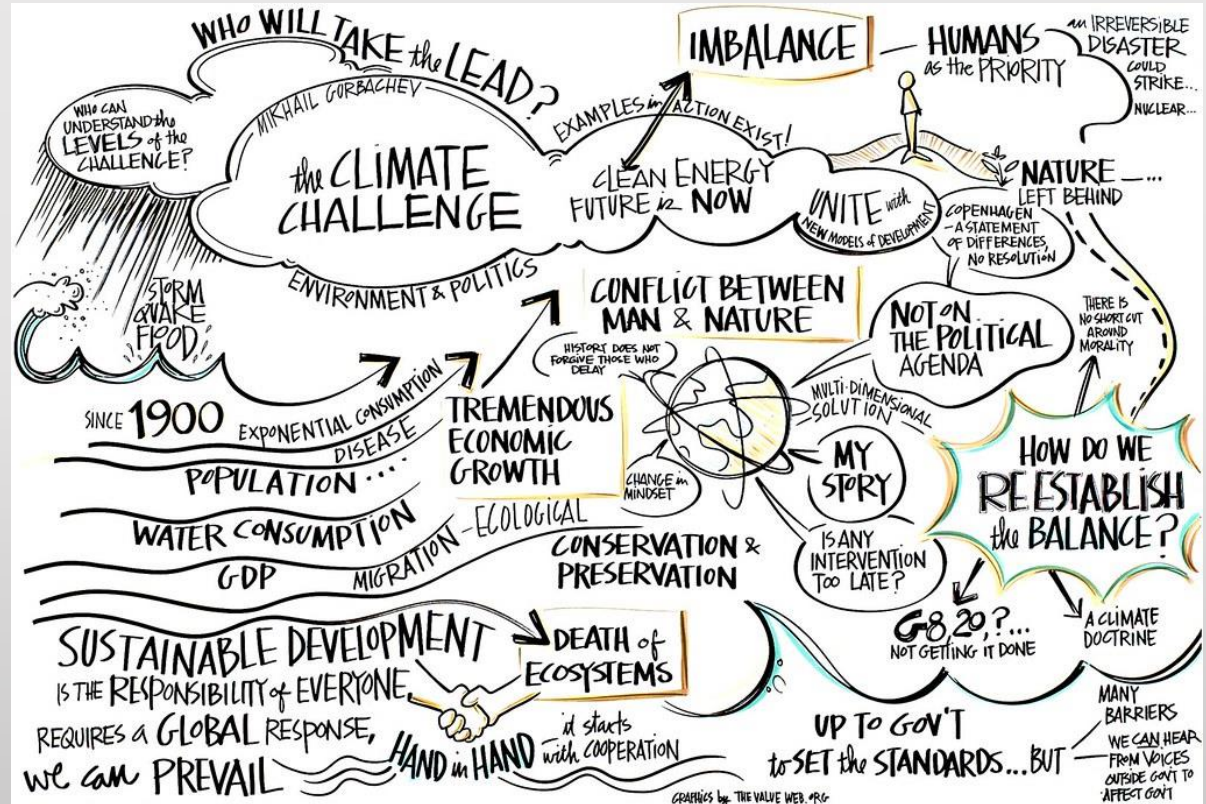 WHO WILL TAKE the LEAD?
WHO CAN
UNDERSTAND the
LEVELS of the
CHALLENGE?
MIKHAIL GORBACHEV
the CLIMATE
CHALLENGE
ENVIRONMENT & POLITICS
EXAMPLES in ACTION EXIST!
CLEAN ENERGY
FUTURE is NOW
UNITE with
NEW MODELS of DEVELOPMENT
IMBALANCE
HUMANS
as the PRIORITY
an IRREVERSIBLE
DISASTER
COULD
STRIKE...
NUCLEAR...
NATURE —...
LEFT BEHIND
COPENHAGEN
-A STATEMENT
OF DIFFERENCES,
NO RESOLUTION
STORM
QUAKE
FLOOD
CONFLICT BETWEEN
MAN & NATURE
HISTORY DOES NOT
FORGIVE THOSE WHO
DELAY
NOT ON
THE POLITICAL
AGENDA
THERE IS
NO SHORT CUT
AROUND
MORALITY
SINCE 1900
EXPONENTIAL CONSUMPTION
DISEASE
POPULATION ....
WATER CONSUMPTION
GDP
MIGRATION - ECOLOGICAL
TREMENDOUS
ECONOMIC
GROWTH
CHANGE in
MINDSET
MULTI-DIMENSIONAL
SOLUTION
MY
STORY
IS ANY
INTERVENTION
TOO LATE?
HOW DO WE
REESTABLISH
the BALANCE?
CONSERVATION &
PRESERVATION
G8, 20, ?...
NOT GETTING IT DONE
A CLIMATE
DOCTRINE
DEATH of
ECOSYSTEMS
SUSTAINABLE DEVELOPMENT
IS THE RESPONSIBILITY of EVERYONE,
REQUIRES a GLOBAL RESPONSE,
we can PREVAIL
HAND in HAND
it starts
with COOPERATION
UP TO GOV'T
to SET the STANDARDS...BUT
MANY
BARRIERS
WE CAN HEAR
FROM VOICES
OUTSIDE GOV'T TO
AFFECT GOV'T
GRAPHICS by THE VALUE WEB.ORG